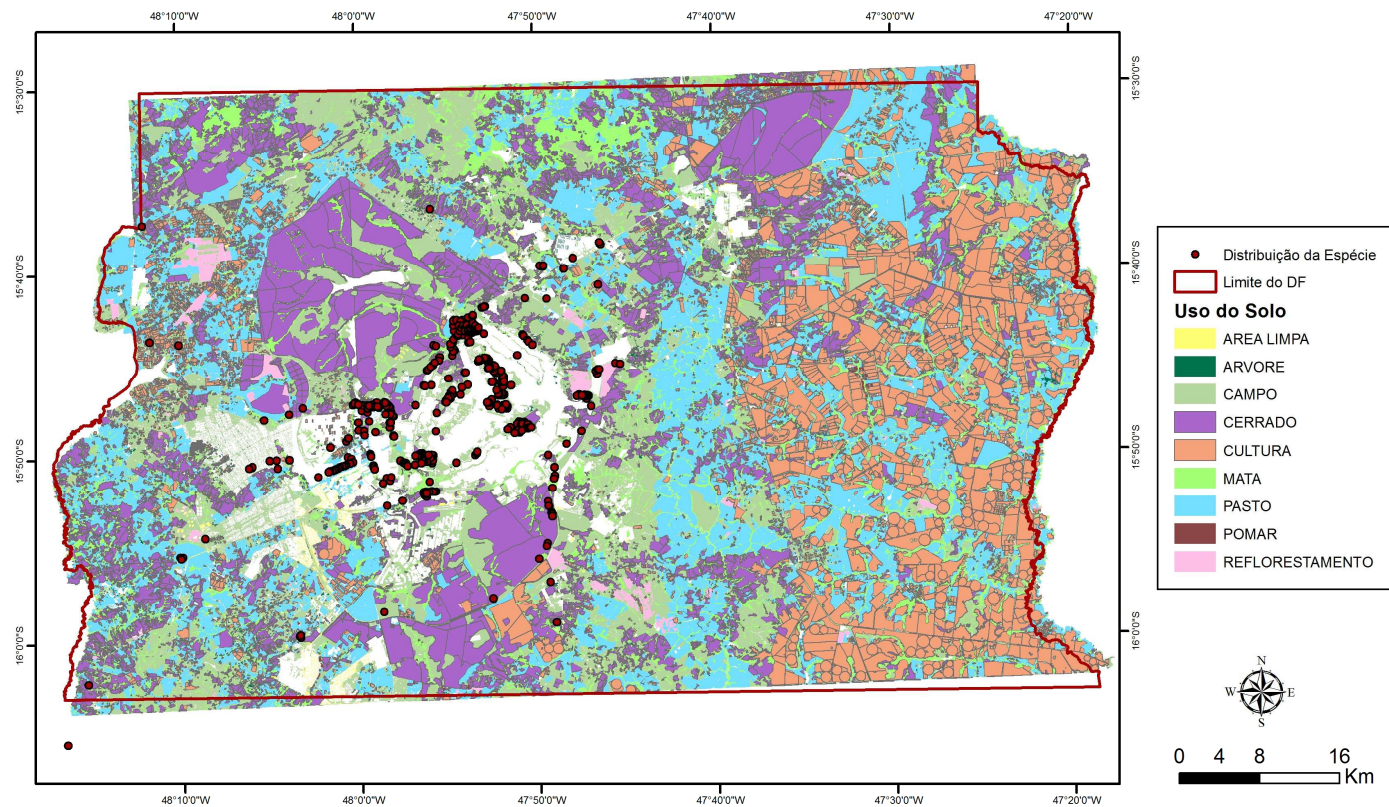 48°10'0"W 48°0'0"W 47°50'0"W 47°40'0"W 47°30'0"W 47°20'0"W
15°30'0"S 15°30'0"S
15°40'0"S 15°40'0"S
15°50'0"S 15°50'0"S
16°0'0"S 16°0'0"S
48°10'0"W 48°0'0"W 47°50'0"W 47°40'0"W 47°30'0"W 47°20'0"W
Distribuição da Espécie
Limite do DF
Uso do Solo
AREA LIMPA
ARVORE
CAMPO
CERRADO
CULTURA
MATA
PASTO
POMAR
REFLORESTAMENTO
N
W E
S
0 4 8 16
Km